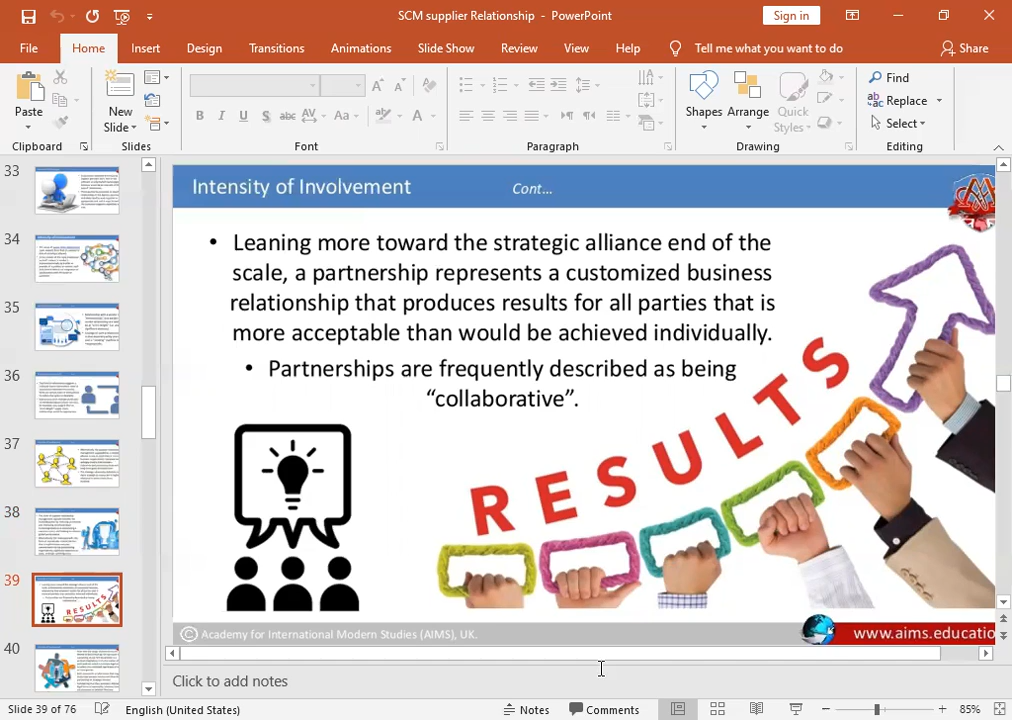 SCM supplier Relationship - PowerPoint
Sign in
File Home Insert Design Transitions Animations Slide Show Review View Help Tell me what you want to do Share
Paste
New Slide
B I U S abc AV Aa A
Shapes Arrange Quick Styles
Find
Replace
Select
Clipboard Slides Font Paragraph Drawing Editing
33
34
35
36
37
38
39
40
Intensity of Involvement Cont...
• Leaning more toward the strategic alliance end of the
scale, a partnership represents a customized business
relationship that produces results for all parties that is
more acceptable than would be achieved individually.
• Partnerships are frequently described as being
“collaborative”.
RESULTS
© Academy for International Modern Studies (AIMS), UK.
www.aims.educatio
Click to add notes
Slide 39 of 76 English (United States) Notes Comments 85%